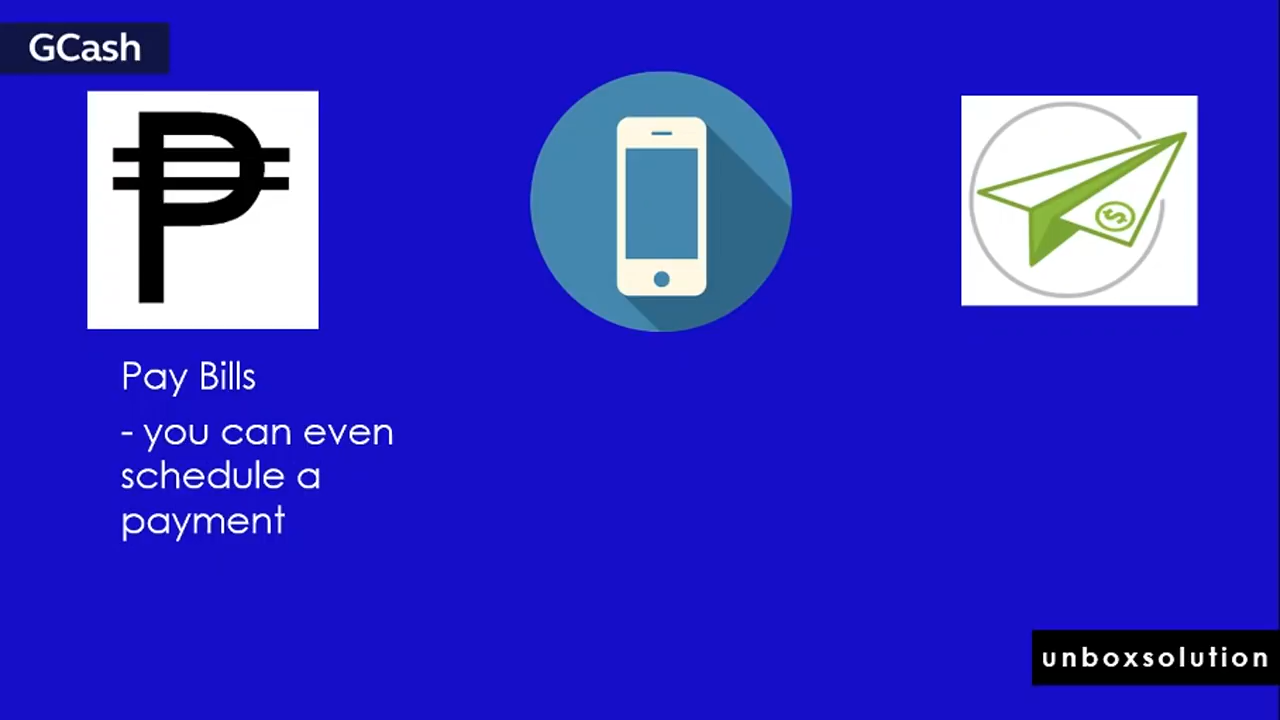 GCash
Pay Bills
- you can even
schedule a
payment
unboxsolution